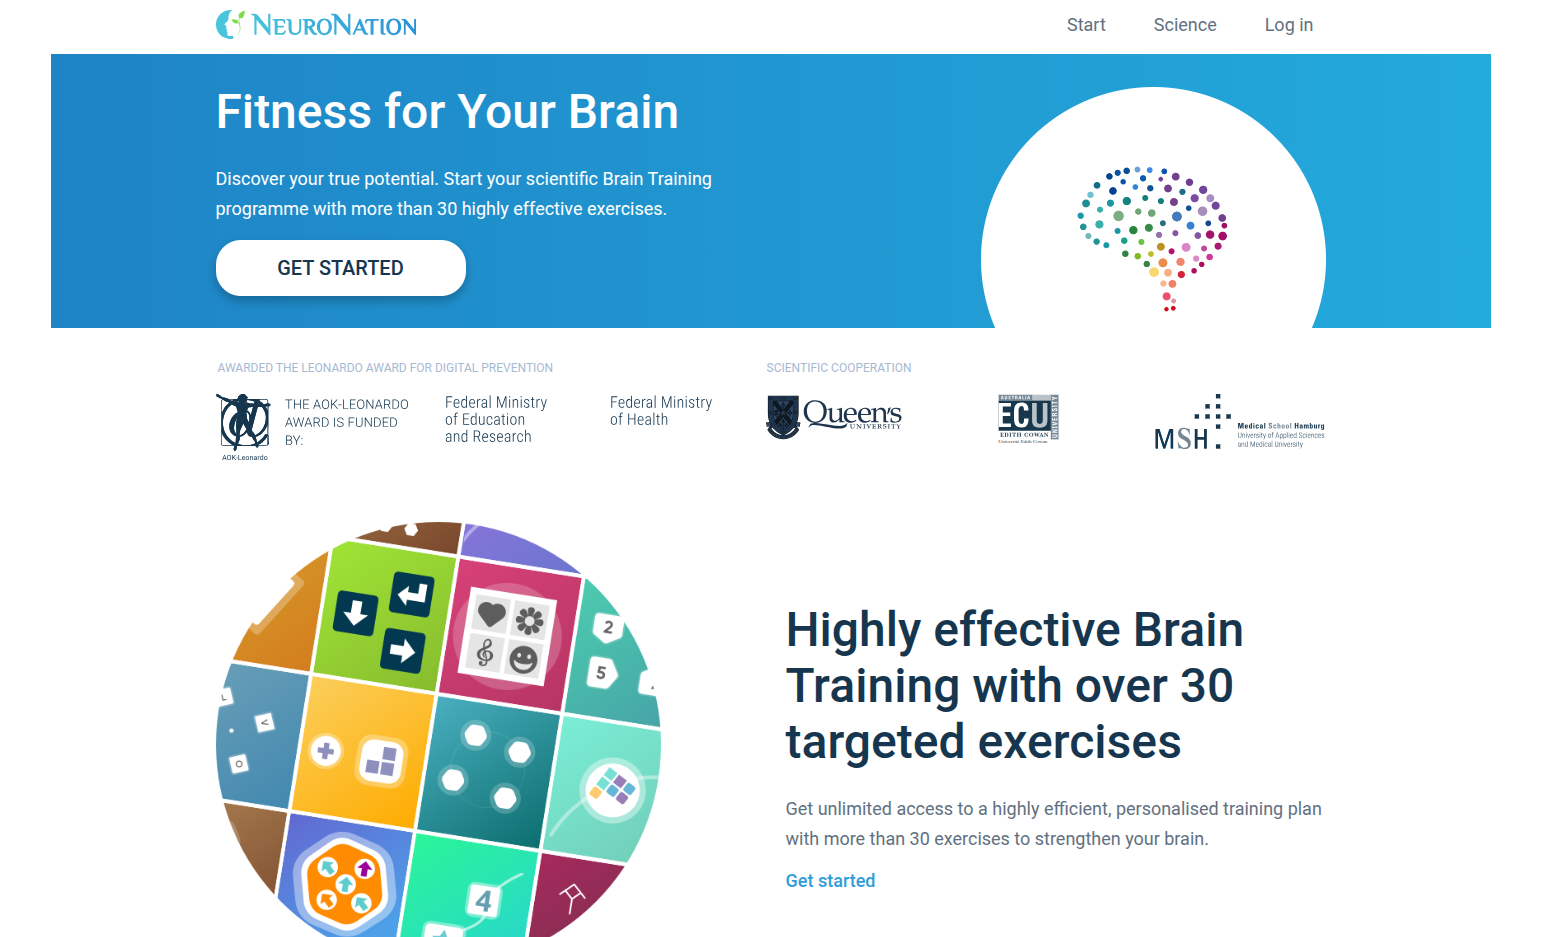 NEURONATION
Start
Science
Log in
Fitness for Your Brain
Discover your true potential. Start your scientific Brain Training
programme with more than 30 highly effective exercises.
GET STARTED
AWARDED THE LEONARDO AWARD FOR DIGITAL PREVENTION
SCIENTIFIC COOPERATION
AOK-Leonardo
THE AOK-LEONARDO
AWARD IS FUNDED
BY:
Federal Ministry
of Education
and Research
Federal Ministry
of Health
Queen's
UNIVERSITY
AUSTRALIA
ECU
UNIVERSITY
EDITH COWAN
MSH
Medical School Hamburg
University of Applied Sciences
and Medical University
2
5
4
Highly effective Brain
Training with over 30
targeted exercises
Get unlimited access to a highly efficient, personalised training plan
with more than 30 exercises to strengthen your brain.
Get started